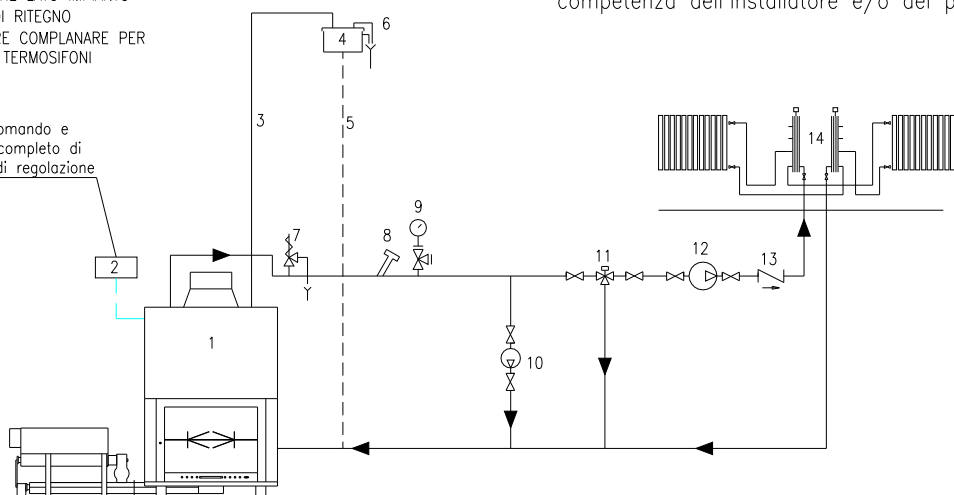 DI RITEGNO
RE COMPLANARE PER
TERMOSIFONI
competenza dell'installatore e/o del p
omando e
completo di
di regolazione
4
6
3
5
14
9
7
8
2
11
12
13
1
10